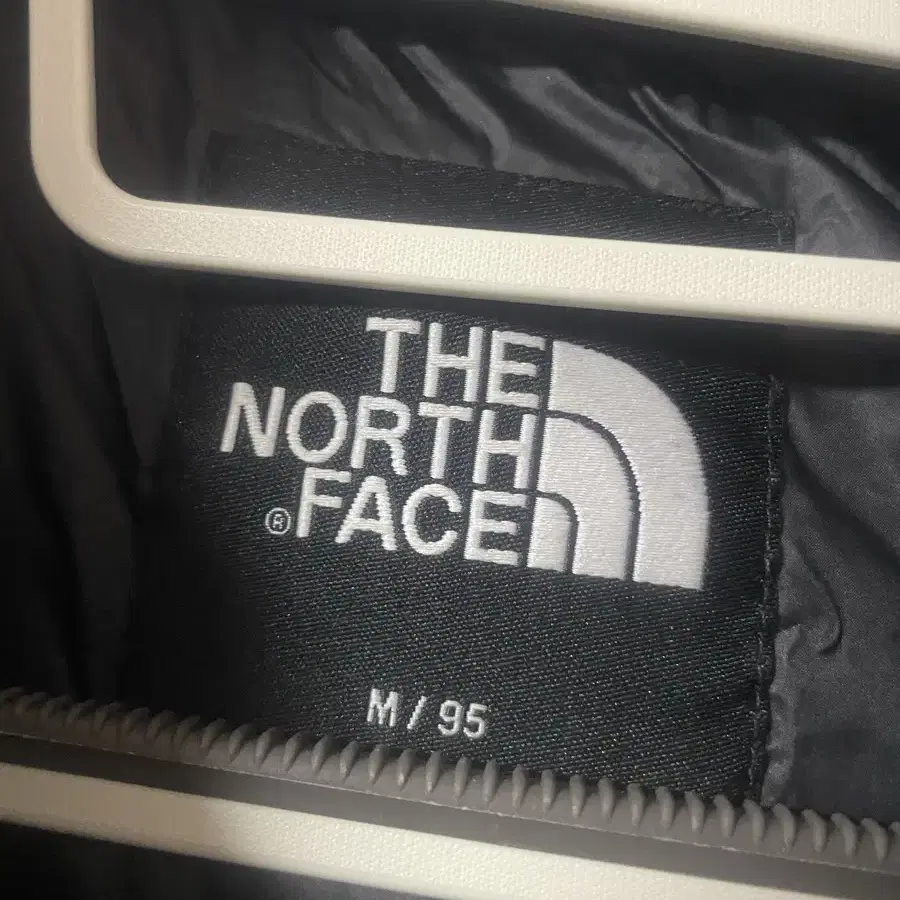 THE
NORTH
®FACE
M / 95